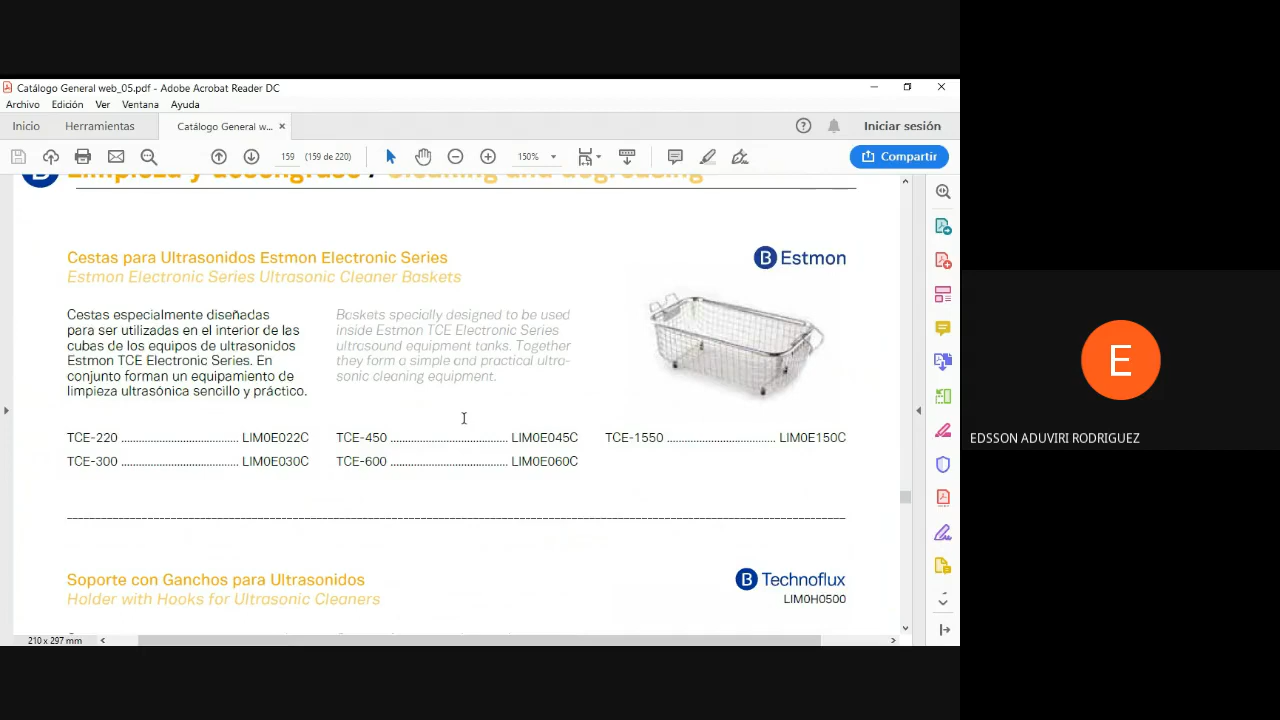 Catálogo General web_05.pdf - Adobe Acrobat Reader DC
Archivo Edición Ver Ventana Ayuda
Inicio Herramientas Catálogo General w... × Iniciar sesión
159 (159 de 220) 150% Compartir
B Limpieza y desengrase / Cleaning and degreasing
Cestas para Ultrasonidos Estmon Electronic Series
Estmon Electronic Series Ultrasonic Cleaner Baskets
B Estmon
Cestas especialmente diseñadas
para ser utilizadas en el interior de las
cubas de los equipos de ultrasonidos
Estmon TCE Electronic Series. En
conjunto forman un equipamiento de
limpieza ultrasónica sencillo y práctico.
Baskets specially designed to be used
inside Estmon TCE Electronic Series
ultrasound equipment tanks. Together
they form a simple and practical ultra-
sonic cleaning equipment.
TCE-220 ...................................... LIM0E022C
TCE-300 ...................................... LIM0E030C
TCE-450 ...................................... LIM0E045C
TCE-600 ...................................... LIM0E060C
TCE-1550 ................................... LIM0E150C
Soporte con Ganchos para Ultrasonidos
Holder with Hooks for Ultrasonic Cleaners
B Technoflux
LIM0H0500
210 x 297 mm
E
EDSSON ADUVIRI RODRIGUEZ